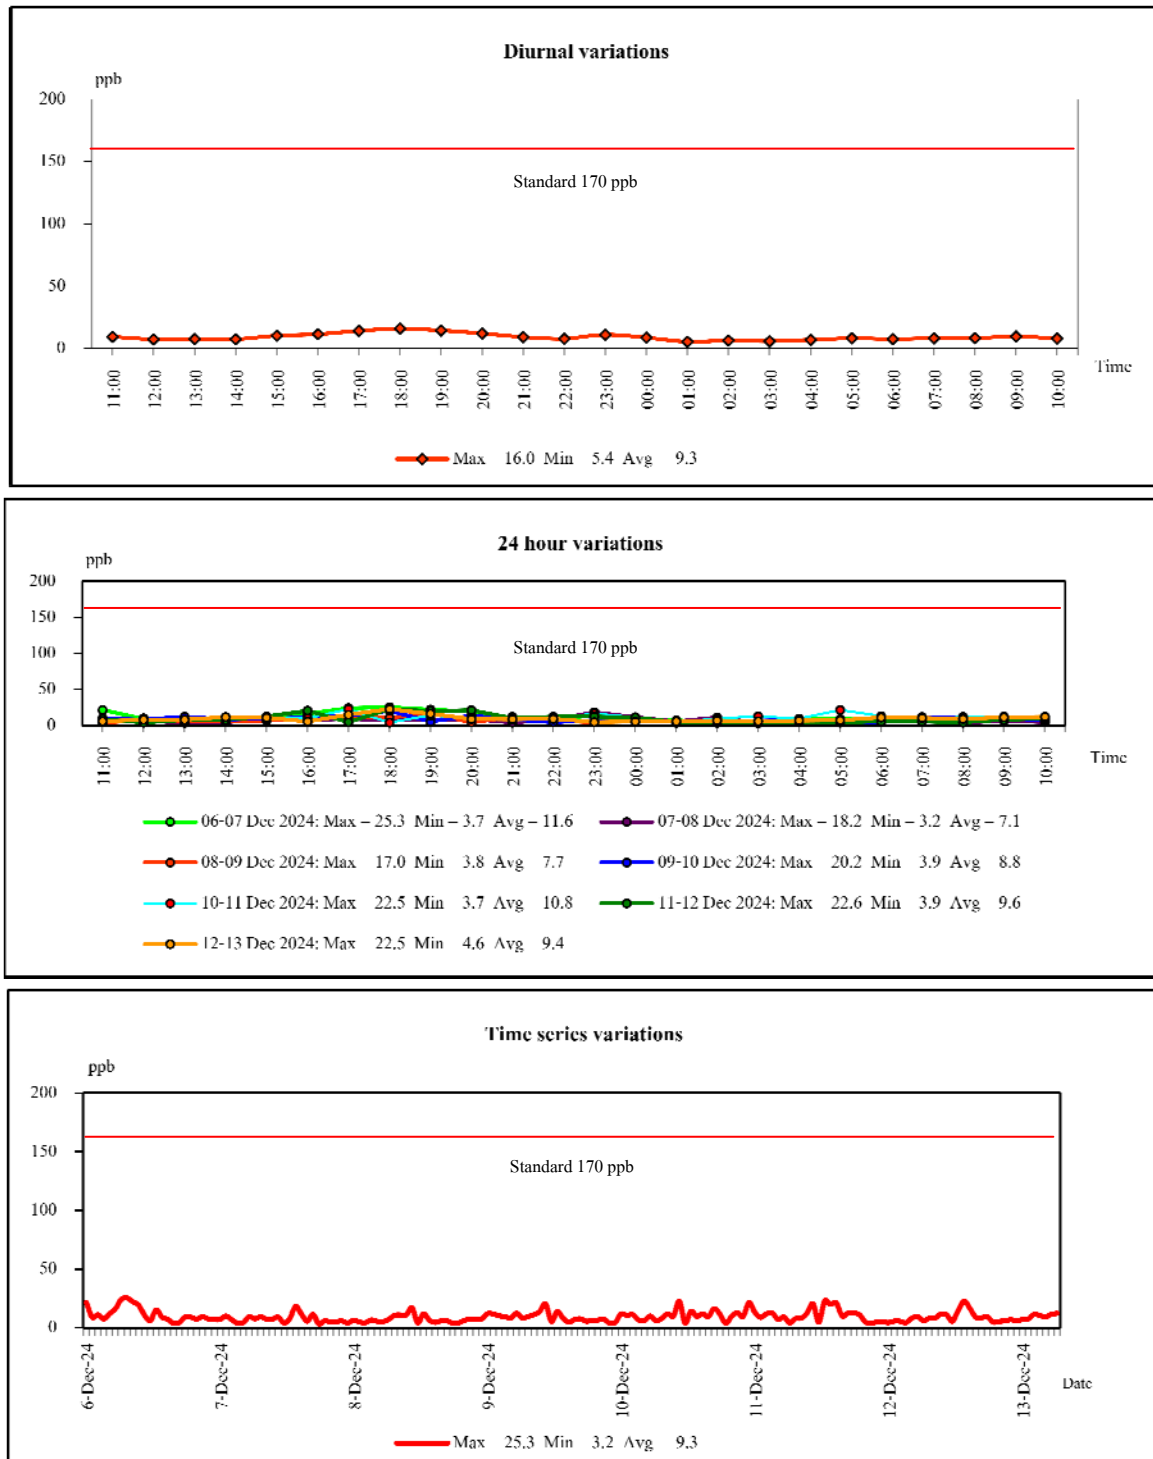 Diurnal variations
ppb
200
150
Standard 170 ppb
100
50
0
Time
11:00 12:00 13:00 14:00 15:00 16:00 17:00 18:00 19:00 20:00 21:00 22:00 23:00 00:00 01:00 02:00 03:00 04:00 05:00 06:00 07:00 08:00 09:00 10:00
Max 16.0 Min 5.4 Avg 9.3
24 hour variations
ppb
200
150
Standard 170 ppb
100
50
0
Time
11:00 12:00 13:00 14:00 15:00 16:00 17:00 18:00 19:00 20:00 21:00 22:00 23:00 00:00 01:00 02:00 03:00 04:00 05:00 06:00 07:00 08:00 09:00 10:00
06-07 Dec 2024: Max – 25.3 Min – 3.7 Avg – 11.6 07-08 Dec 2024: Max – 18.2 Min – 3.2 Avg – 7.1
08-09 Dec 2024: Max 17.0 Min 3.8 Avg 7.7 09-10 Dec 2024: Max 20.2 Min 3.9 Avg 8.8
10-11 Dec 2024: Max 22.5 Min 3.7 Avg 10.8 11-12 Dec 2024: Max 22.6 Min 3.9 Avg 9.6
12-13 Dec 2024: Max 22.5 Min 4.6 Avg 9.4
Time series variations
ppb
200
150
Standard 170 ppb
100
50
0
6-Dec-24 7-Dec-24 8-Dec-24 9-Dec-24 10-Dec-24 11-Dec-24 12-Dec-24 13-Dec-24
Date
Max 25.3 Min 3.2 Avg 9.3